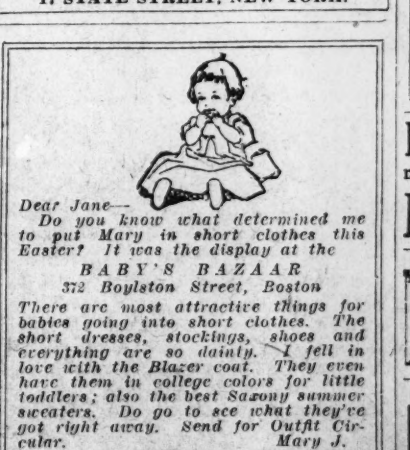 STATE STREET, NEW YORK.
Dear Jane—
Do you know what determined me
to put Mary in short clothes this
Easter? It was the display at the
BABY'S BAZAAR
372 Boylston Street, Boston
There are most attractive things for
babies going into short clothes. The
short dresses, stockings, shoes and
everything are so dainty. I fell in
love with the Blazer coat. They even
have them in college colors for little
toddlers; also the best Saxony summer
sweaters. Do go to see what they've
got right away. Send for Outfit Cir-
cular. Mary J.